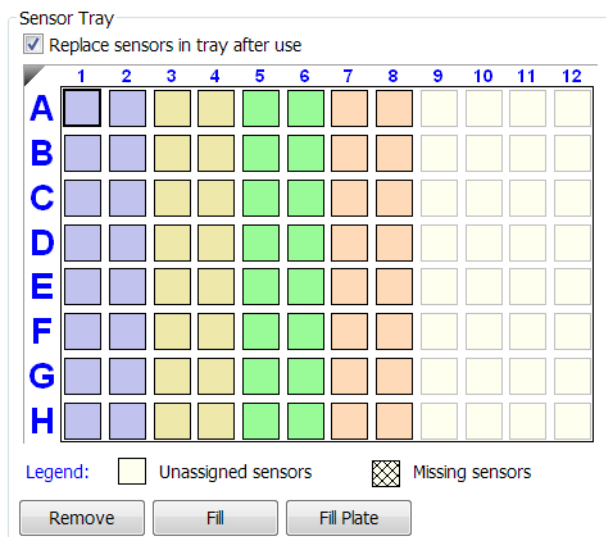 Sensor Tray
Replace sensors in tray after use
1 2 3 4 5 6 7 8 9 10 11 12
A
B
C
D
E
F
G
H
Legend: Unassigned sensors Missing sensors
Remove Fill Fill Plate